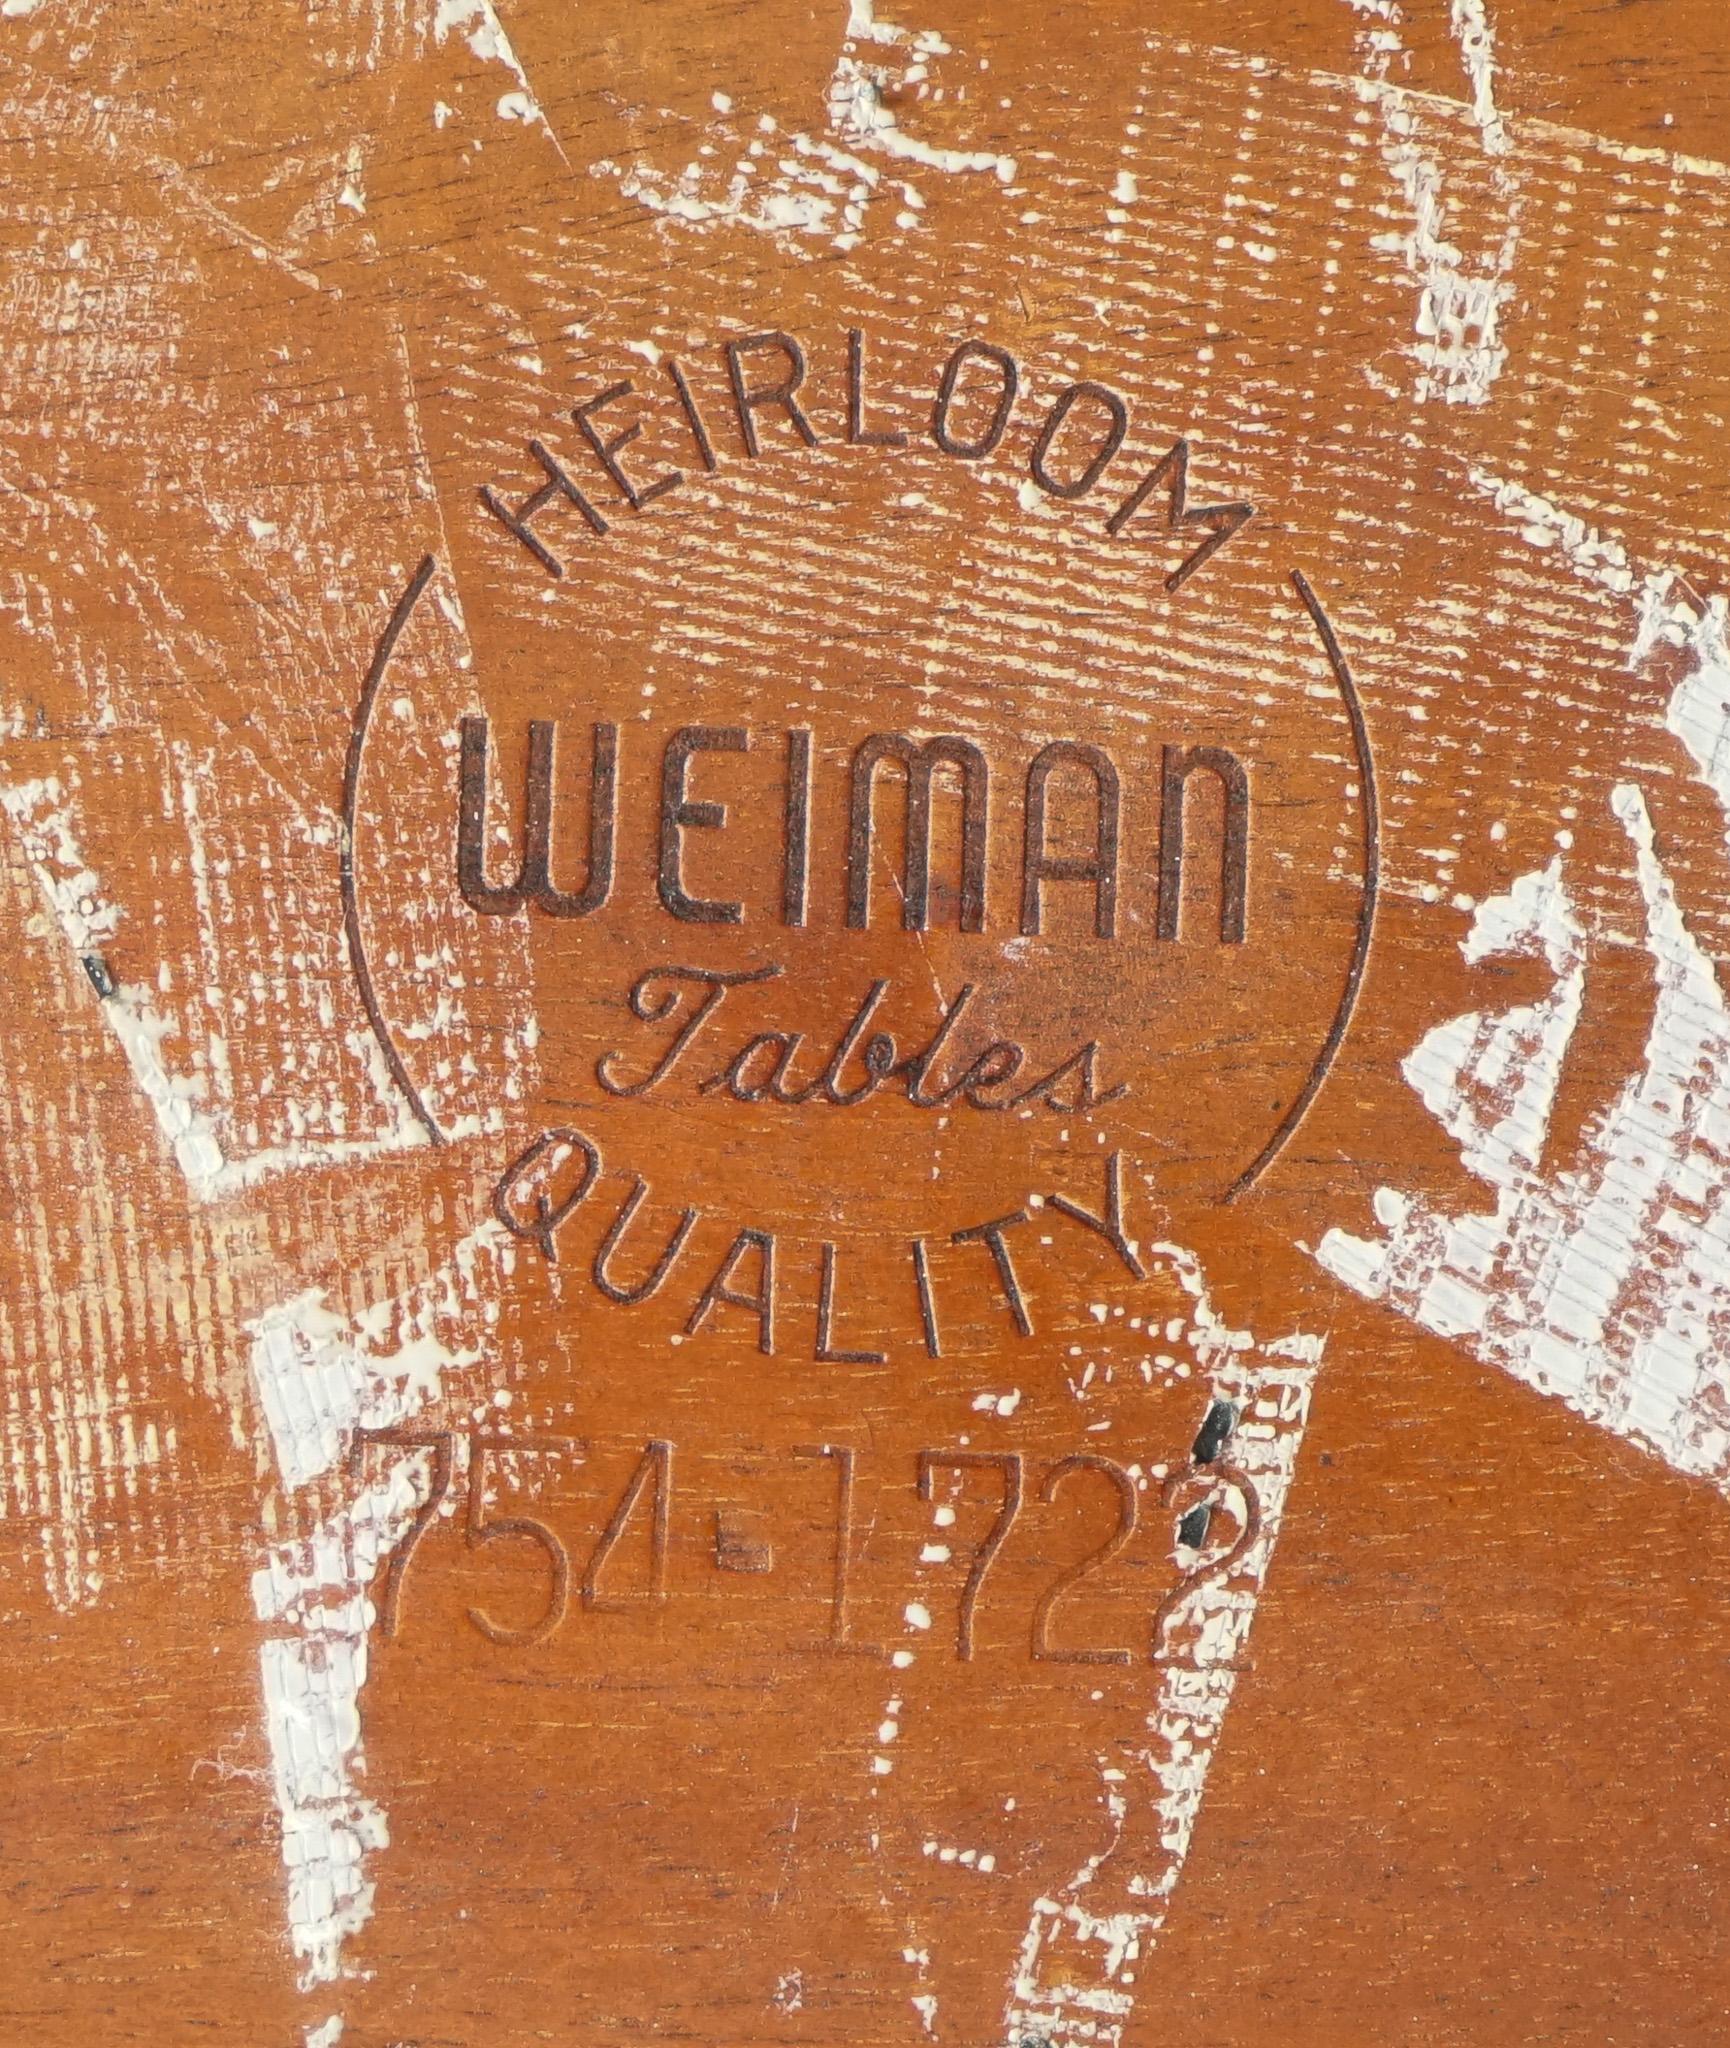 HEIRLOOM
WEIMAN
Tables
QUALITY
754-1722